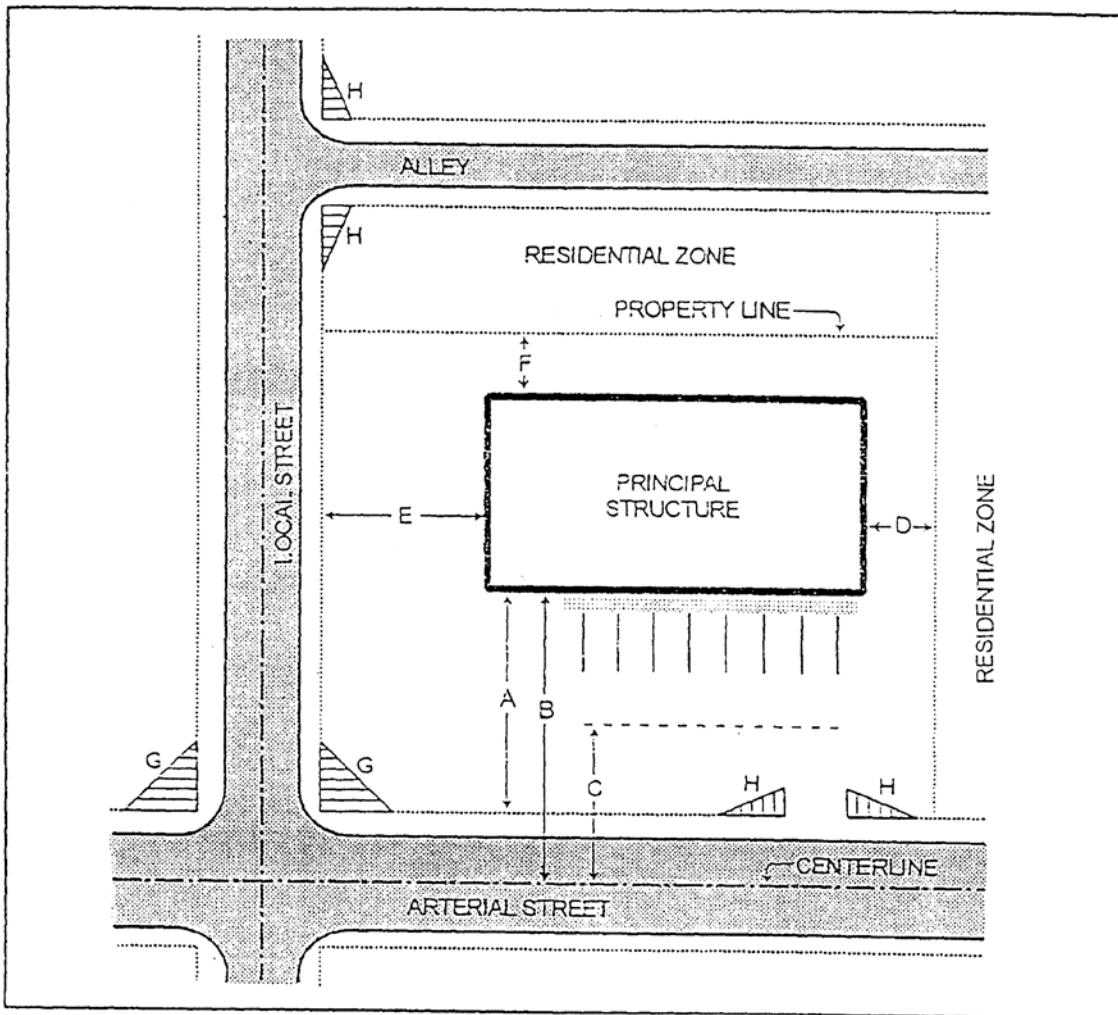 H
ALLEY
H
RESIDENTIAL ZONE
PROPERTY LINE
F
LOCAL STREET
PRINCIPAL
STRUCTURE
E
D
RESIDENTIAL ZONE
A
B
C
G
G
H
H
CENTERLINE
ARTERIAL STREET